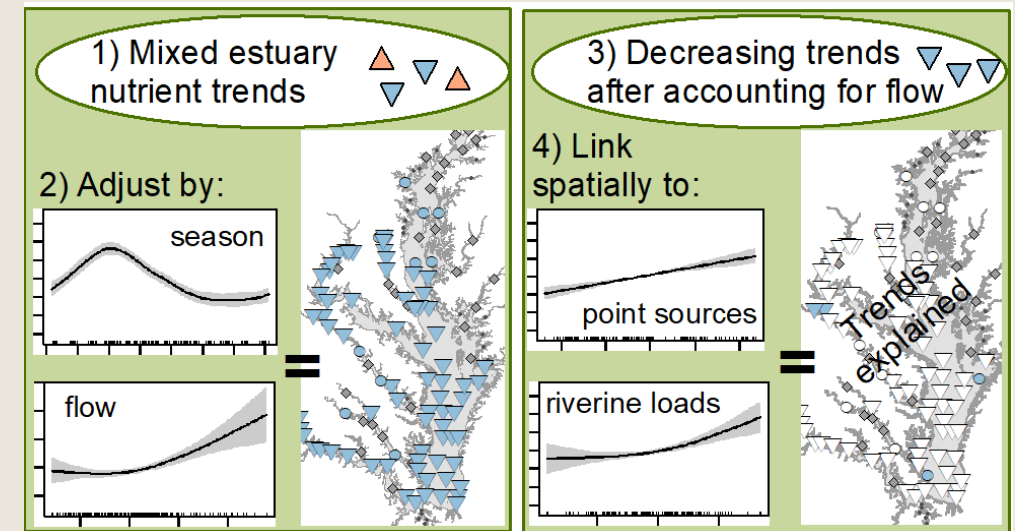 1) Mixed estuary
nutrient trends
2) Adjust by:
season
flow
=
3) Decreasing trends
after accounting for flow
4) Link
spatially to:
point sources
riverine loads
=
Trends
explained